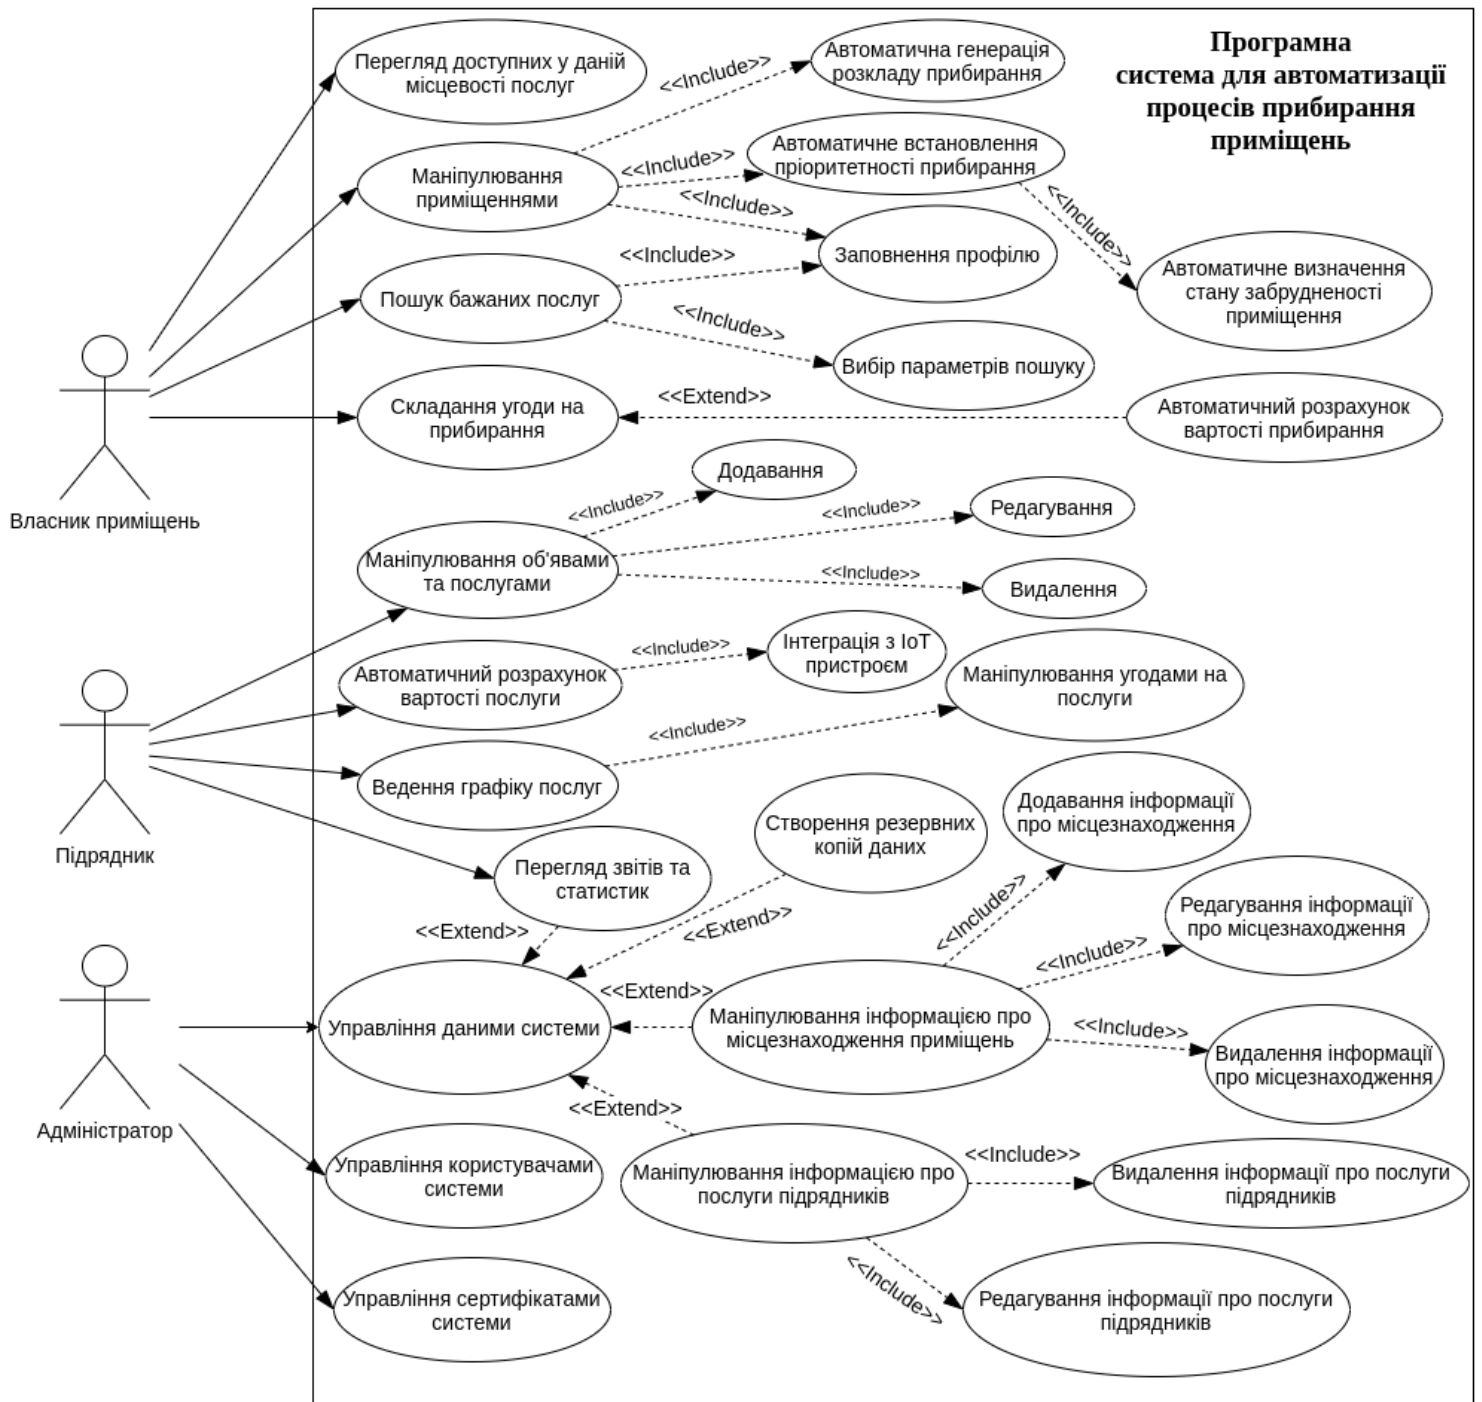 Програмна
система для автоматизації
процесів прибирання
приміщень
Перегляд доступних у даній
місцевості послуг
<<Include>>
Автоматична генерація
розкладу прибирання
Маніпулювання
приміщеннями
<<Include>>
Автоматичне встановлення
пріоритетності прибирання
<<Include>>
<<Include>>
Пошук бажаних послуг
<<Include>>
Заповнення профілю
Автоматичне визначення
стану забрудненості
приміщення
<<Include>>
Вибір параметрів пошуку
Складання угоди на
прибирання
<<Extend>>
Автоматичний розрахунок
вартості прибирання
Власник приміщень
<<Include>>
Додавання
Маніпулювання об'явами
та послугами
<<Include>>
Редагування
<<Include>>
Видалення
Автоматичний розрахунок
вартості послуги
<<Include>>
Інтеграція з IoT
пристроєм
Маніпулювання угодами на
послуги
<<Include>>
Ведення графіку послуг
Підрядник
Перегляд звітів та
статистик
Створення резервних
копій даних
Додавання інформації
про місцезнаходження
<<Extend>>
<<Extend>>
<<Include>>
Редагування інформації
про місцезнаходження
<<Include>>
<<Extend>>
Управління даними системи
Маніпулювання інформацією про
місцезнаходження приміщень
<<Include>>
Видалення інформації
про місцезнаходження
Адміністратор
<<Extend>>
Управління користувачами
системи
Маніпулювання інформацією про
послуги підрядників
<<Include>>
Видалення інформації про послуги
підрядників
<<Include>>
Управління сертифікатами
системи
Редагування інформації про послуги
підрядників